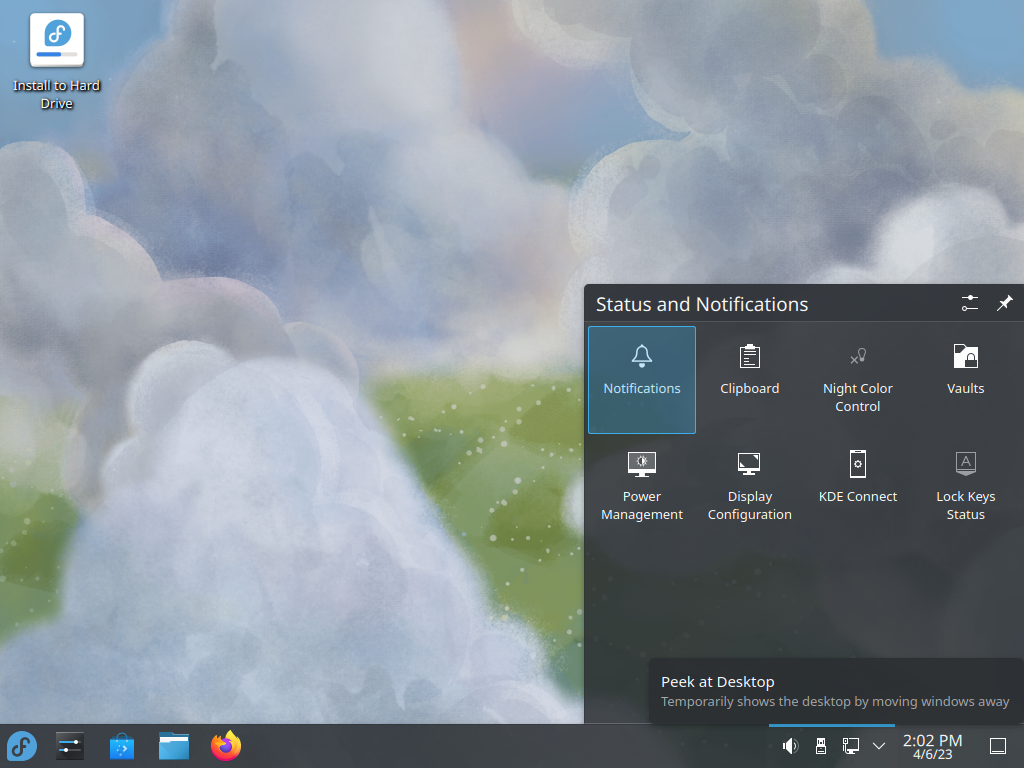 Install to Hard
Drive
Status and Notifications
Notifications
Clipboard
Night Color
Control
Vaults
Power
Management
Display
Configuration
KDE Connect
Lock Keys
Status
Peek at Desktop
Temporarily shows the desktop by moving windows away
2:02 PM
4/6/23